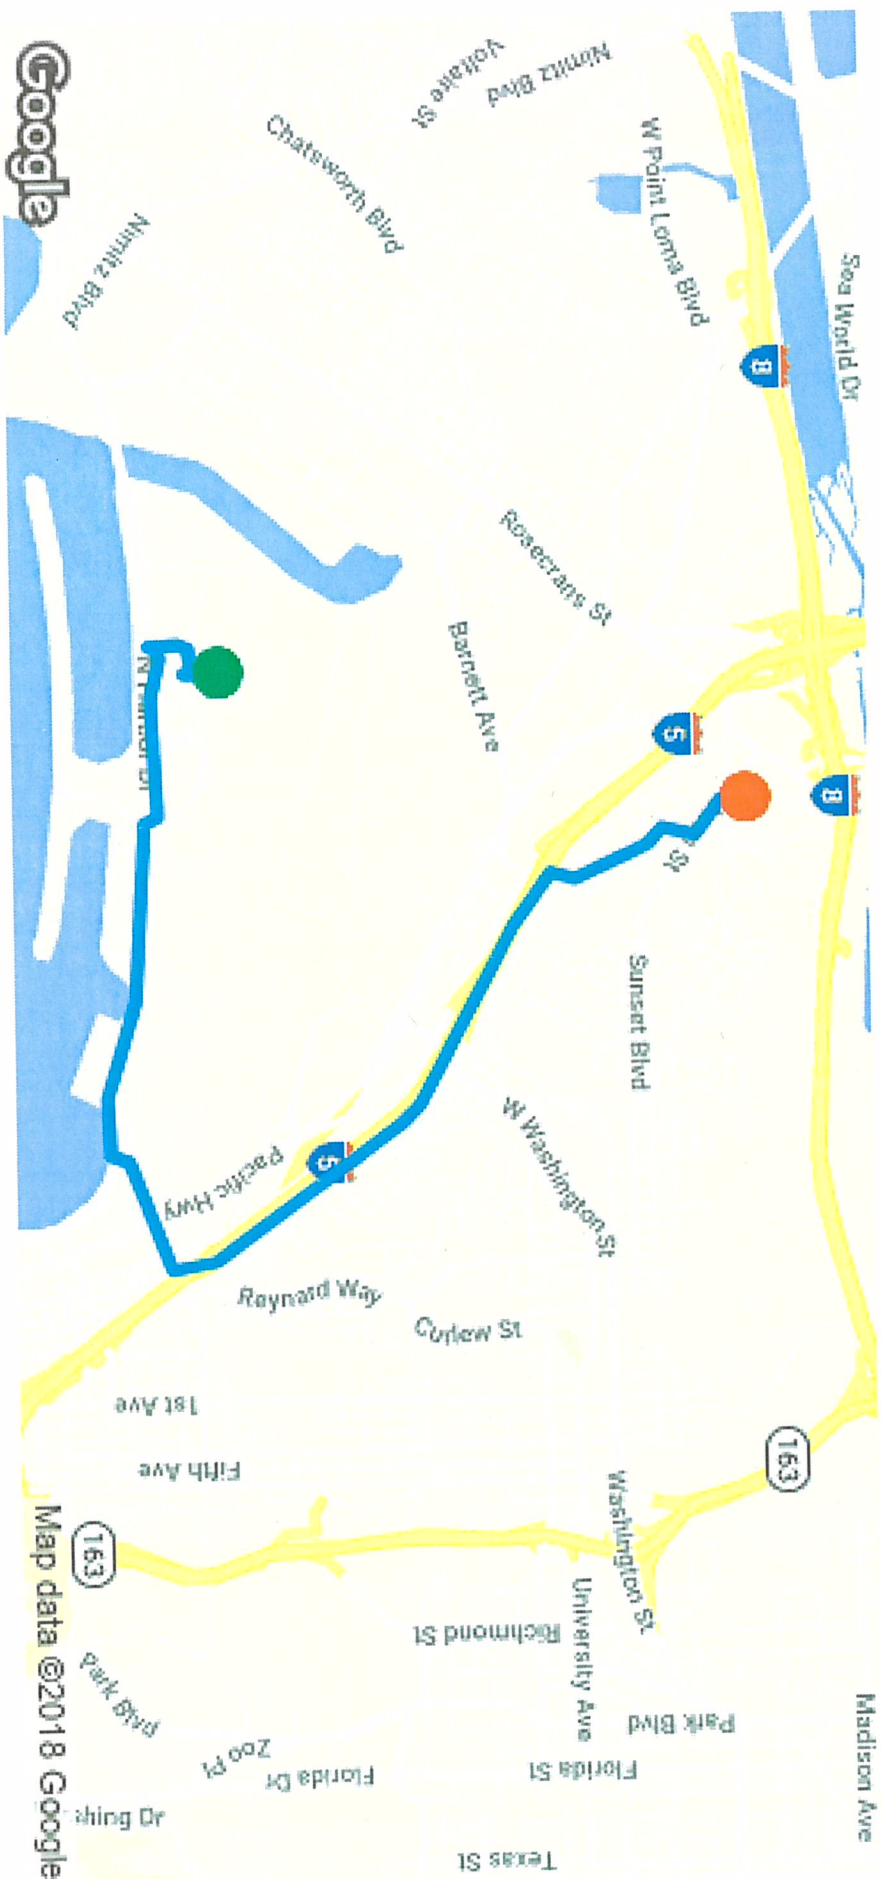 Madison Ave
Sea World Dr
8
8
W Point Loma Blvd
Nimitz Blvd
Voltaire St
5
St
Sunset Blvd
163
Washington St
Park Blvd
University Ave
Florida St
Texas St
Rosecrans St
Barnett Ave
W Washington St
Chatsworth Blvd
Curlew St
Richmond St
5
Reynard Way
Florida Dr
Zoo Pl
Pacific Hwy
Fifth Ave
1st Ave
Nimitz Blvd
N Harbor Dr
163
Park Blvd
Google
Map data ©2018 Google